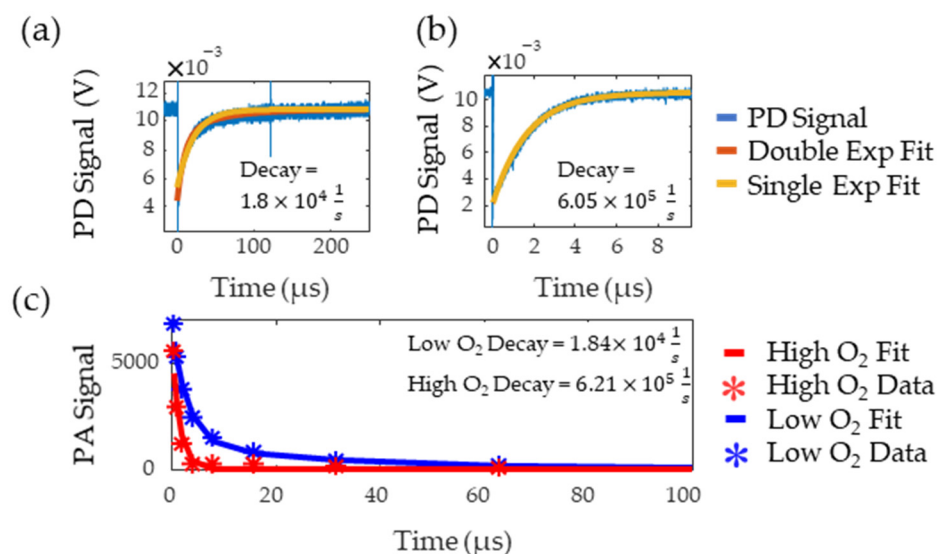 (a)
×10⁻³
12
10
8
6
4
PD Signal (V)
Decay =
1.8 × 10⁴ 1/s
0 100 200
Time (μs)
(b)
×10⁻³
10
8
6
4
2
PD Signal (V)
Decay =
6.05 × 10⁵ 1/s
0 2 4 6 8
Time (μs)
PD Signal
Double Exp Fit
Single Exp Fit
(c)
5000
0
PA Signal
Low O₂ Decay = 1.84× 10⁴ 1/s
High O₂ Decay = 6.21 × 10⁵ 1/s
0 20 40 60 80 100
Time (μs)
High O₂ Fit
High O₂ Data
Low O₂ Fit
Low O₂ Data